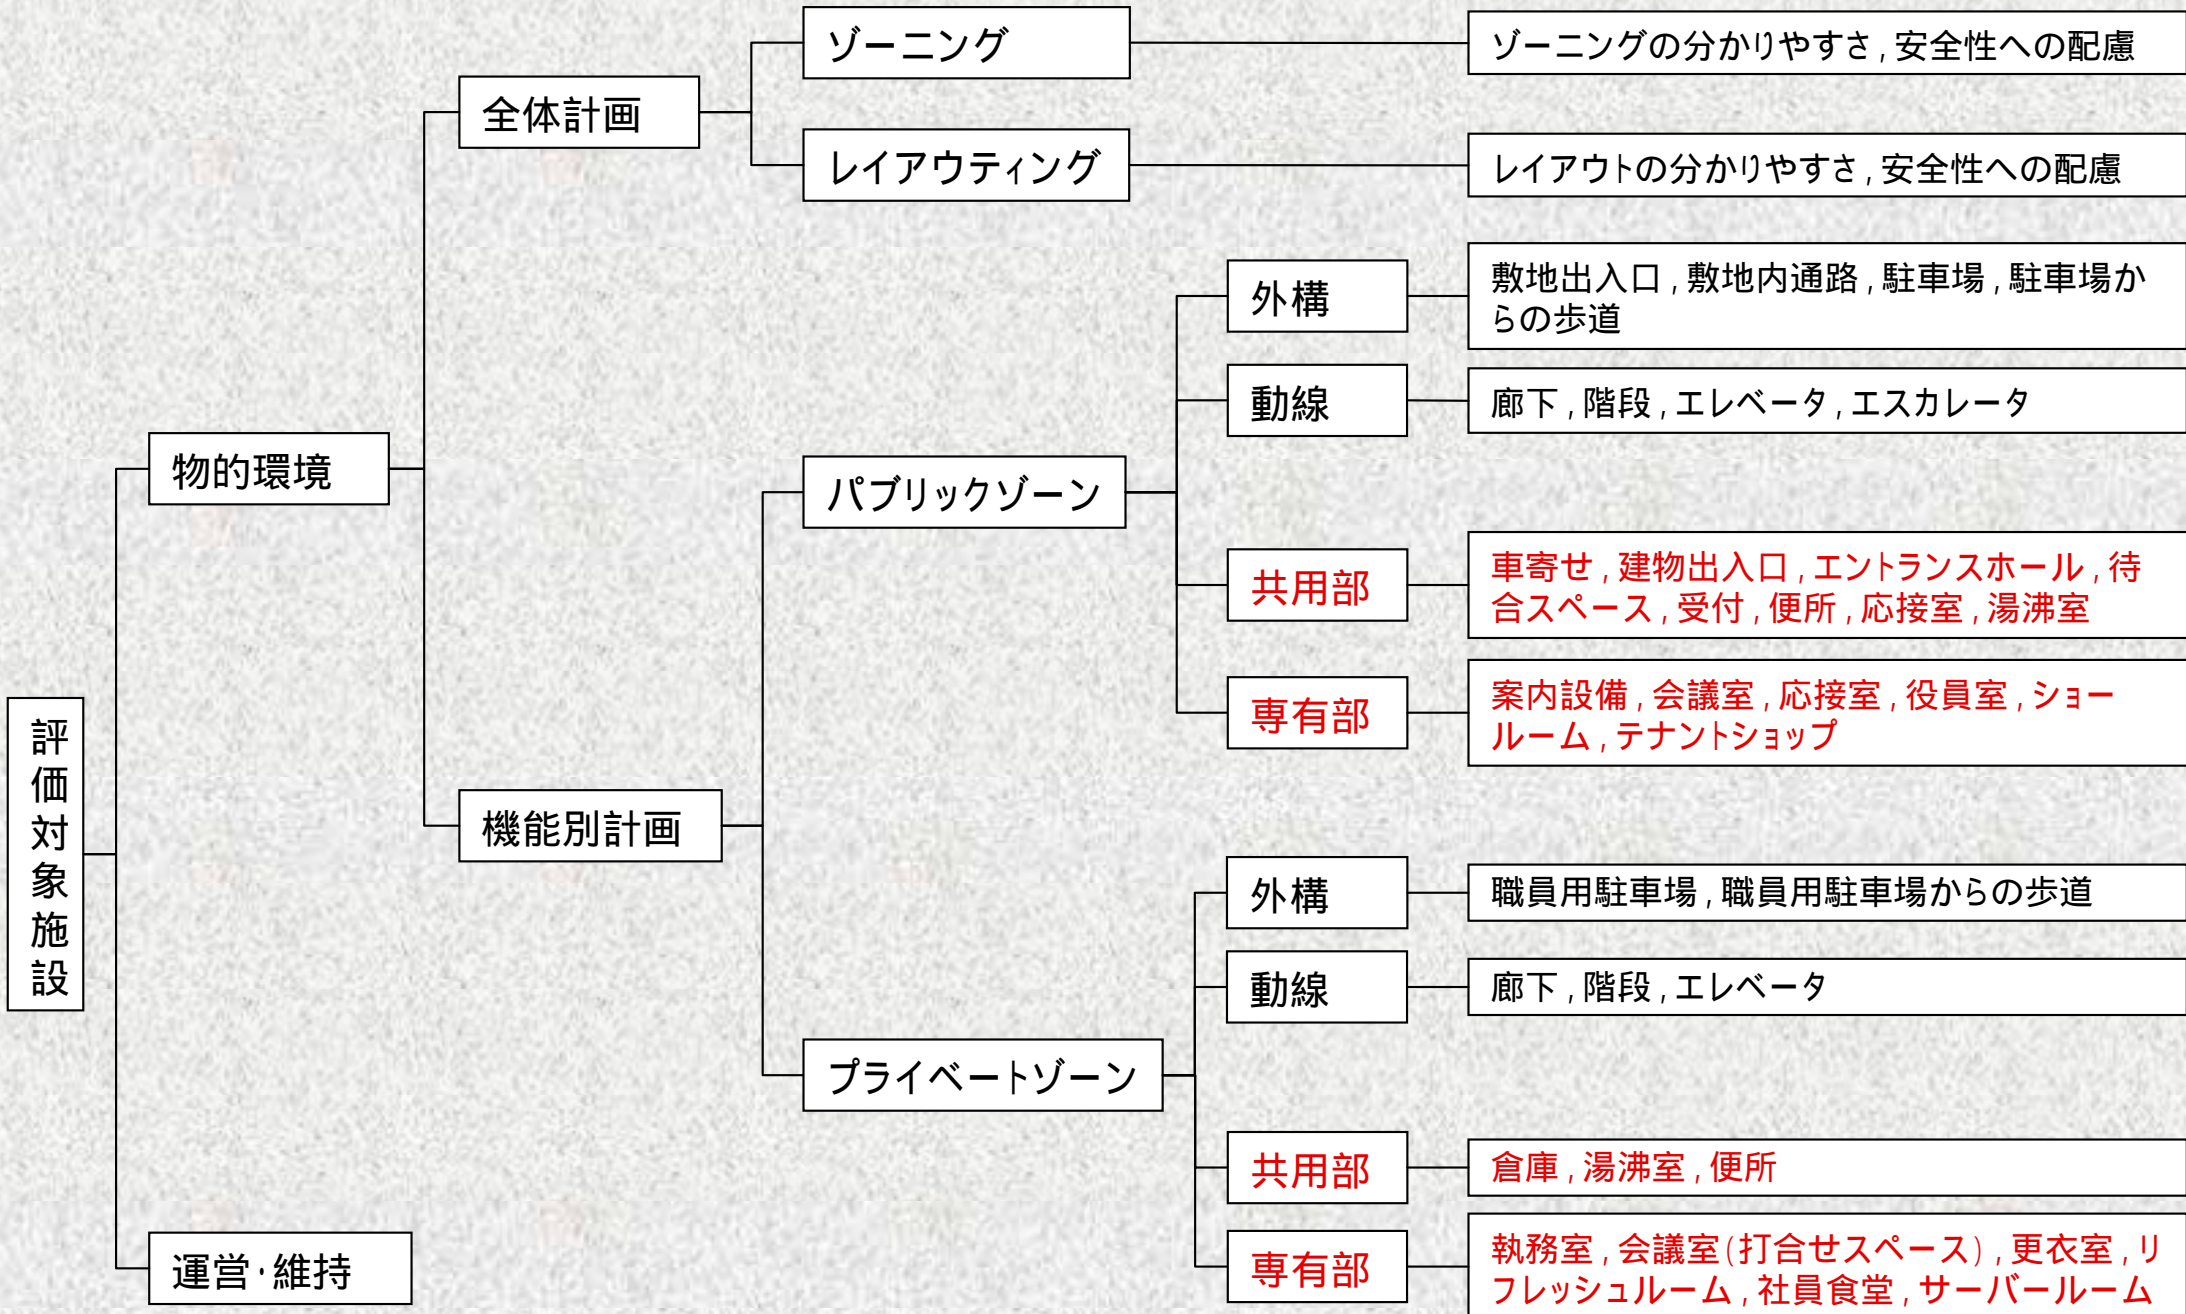 評価対象施設
物的環境
運営・維持
全体計画
機能別計画
ゾーニング
ゾーニングの分かりやすさ,安全性への配慮
レイアウティング
レイアウトの分かりやすさ,安全性への配慮
パブリックゾーン
外構
敷地出入口,敷地内通路,駐車場,駐車場か
らの歩道
動線
廊下,階段,エレベータ,エスカレータ
共用部
車寄せ,建物出入口,エントランスホール,待
合スペース,受付,便所,応接室,湯沸室
専有部
案内設備,会議室,応接室,役員室,ショー
ルーム,テナントショップ
プライベートゾーン
外構
職員用駐車場,職員用駐車場からの歩道
動線
廊下,階段,エレベータ
共用部
倉庫,湯沸室,便所
専有部
執務室,会議室(打合せスペース),更衣室,リ
フレッシュルーム,社員食堂,サーバールーム